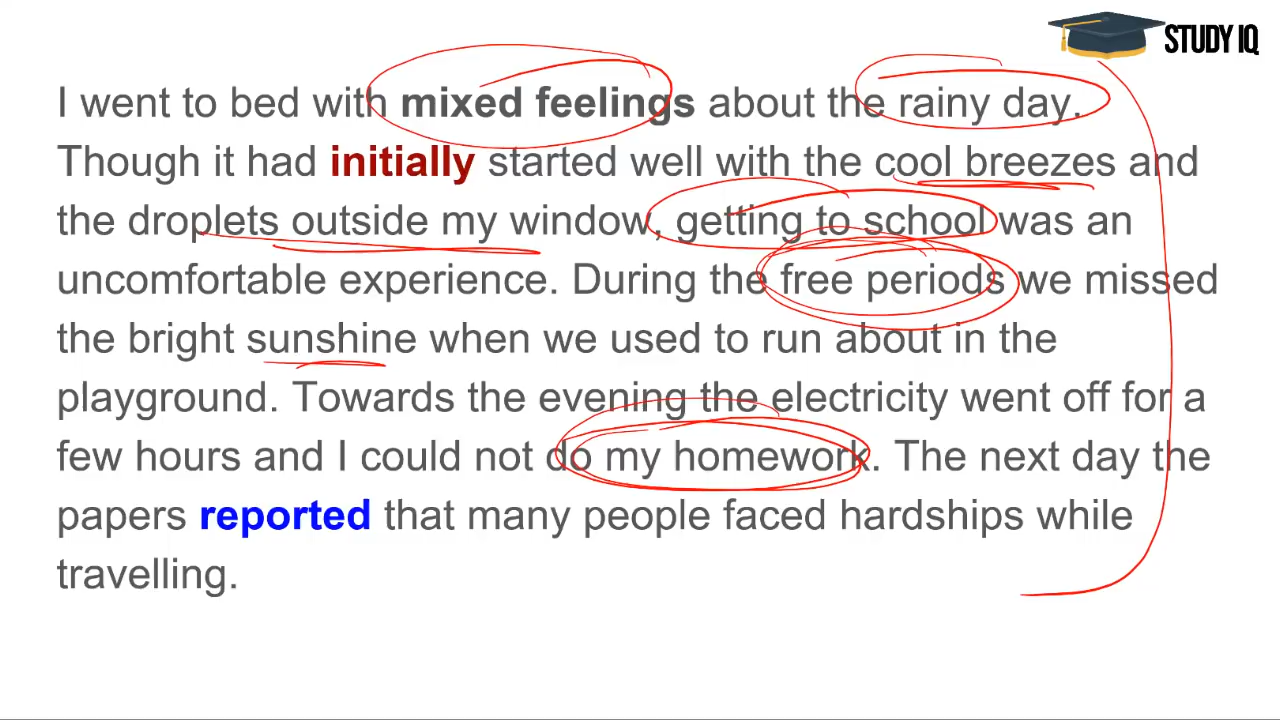 STUDY IQ
I went to bed with mixed feelings about the rainy day.
Though it had initially started well with the cool breezes and
the droplets outside my window, getting to school was an
uncomfortable experience. During the free periods we missed
the bright sunshine when we used to run about in the
playground. Towards the evening the electricity went off for a
few hours and I could not do my homework. The next day the
papers reported that many people faced hardships while
travelling.